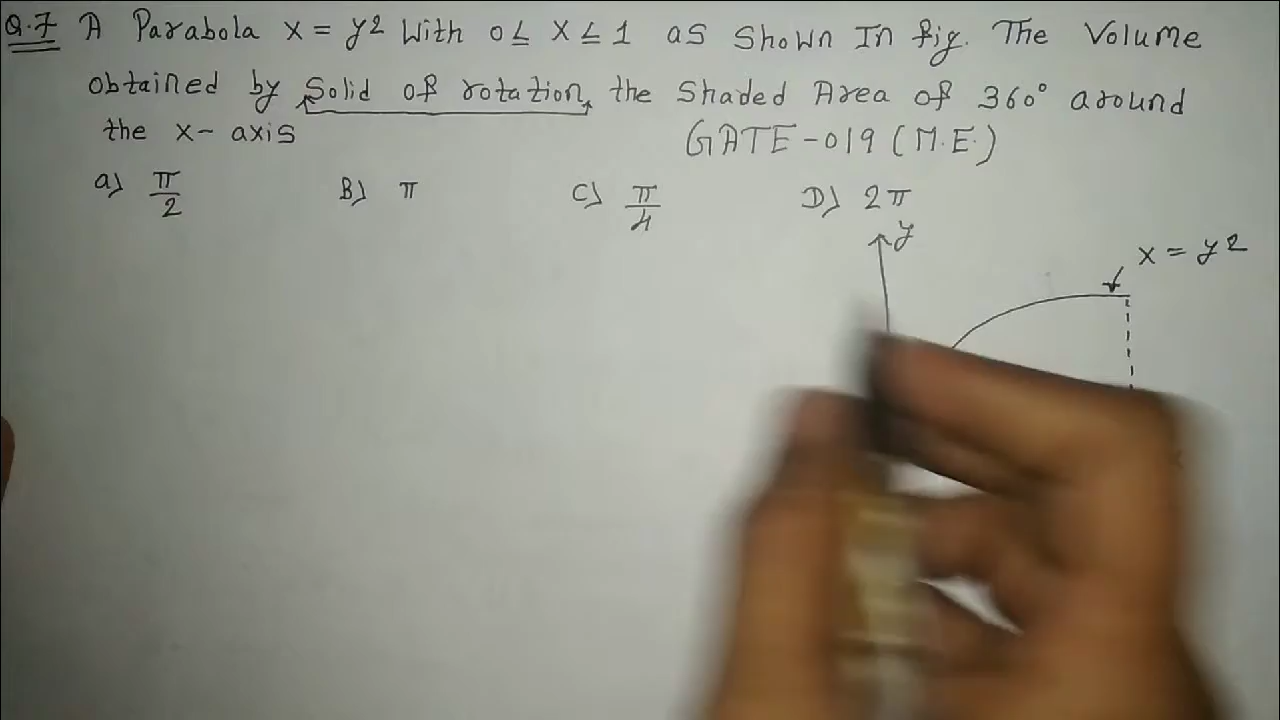 Q.7 A Parabola x = y2 With 0 ≤ X ≤ 1 as Shown In fig. The Volume
obtained by Solid of rotation, the Shaded Area of 360° around
the x- axis
GATE-019 (M.E.)
a) π/2 B) π C) π/4 D) 2π
y
x = y2